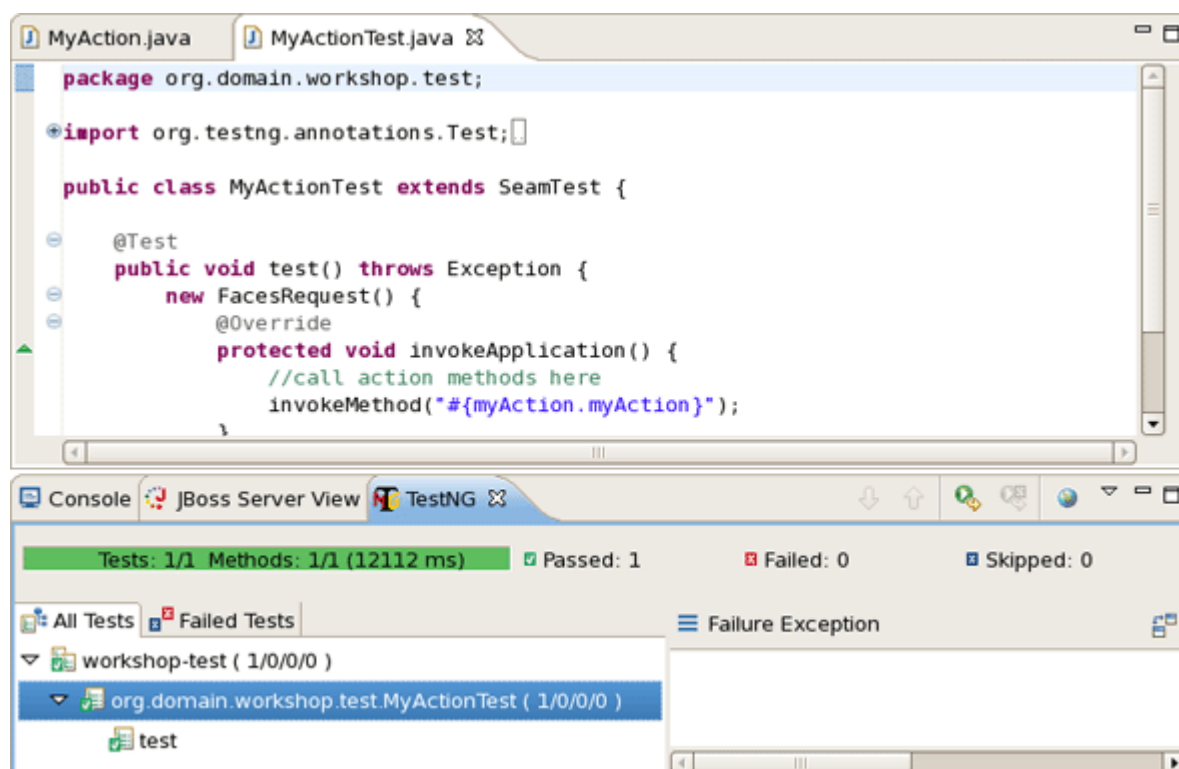 MyAction.java MyActionTest.java
package org.domain.workshop.test;
import org.testng.annotations.Test;
public class MyActionTest extends SeamTest {
@Test
public void test() throws Exception {
new FacesRequest() {
@Override
protected void invokeApplication() {
//call action methods here
invokeMethod("#{myAction.myAction}");
}
Console JBoss Server View TestNG
Tests: 1/1 Methods: 1/1 (12112 ms) Passed: 1 Failed: 0 Skipped: 0
All Tests Failed Tests Failure Exception
workshop-test ( 1/0/0/0 )
org.domain.workshop.test.MyActionTest ( 1/0/0/0 )
test